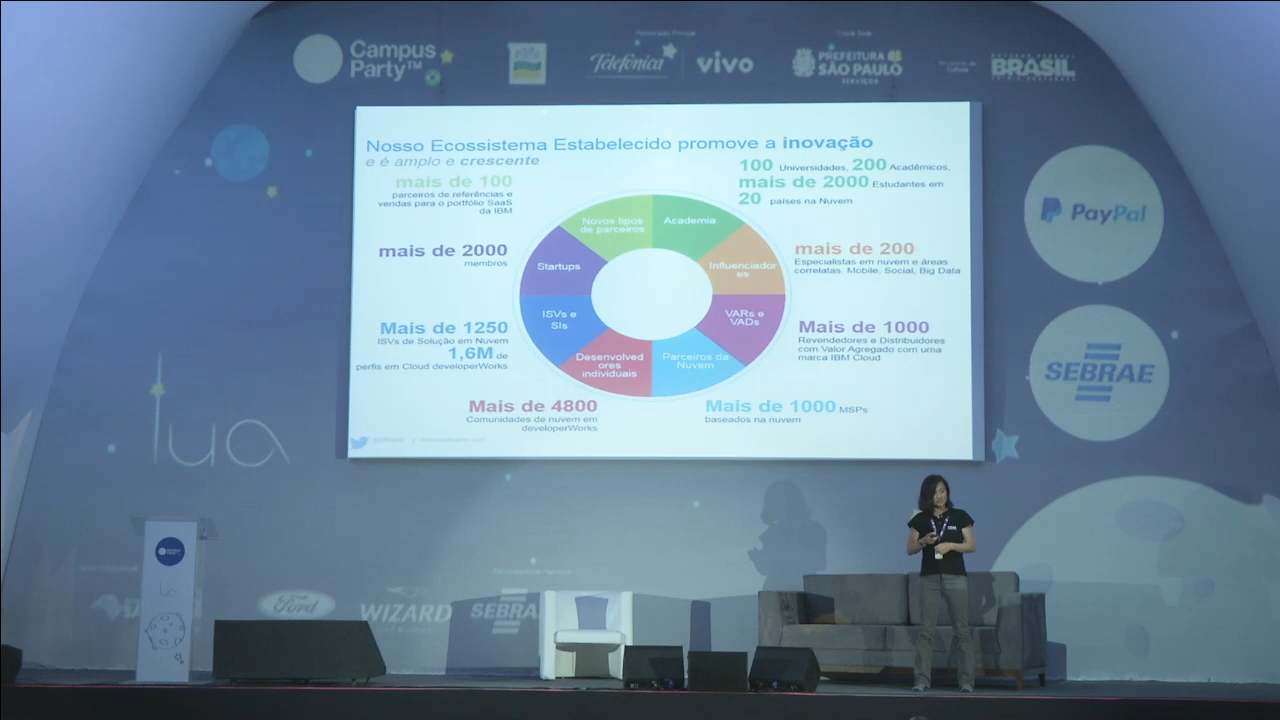 Campus
Party™
Telefónica
vivo
PREFEITURA
SÃO PAULO
SERVIÇOS
BRASIL
Nosso Ecossistema Estabelecido promove a inovação
e é amplo e crescente
mais de 100
parceiros de referências e
vendas para o portfólio SaaS
da IBM
100 Universidades, 200 Acadêmicos,
mais de 2000 Estudantes em
20 países na Nuvem
Novos tipos
de parceiros
Academia
mais de 2000
membros
Startups
Influenciador
es
mais de 200
Especialistas em nuvem e áreas
correlatas: Mobile, Social, Big Data
Mais de 1250
ISVs de Solução em Nuvem
1,6M de
perfis em Cloud developerWorks
ISVs e
SIs
VARs e
VADs
Mais de 1000
Revendedores e Distribuidores
com Valor Agregado com uma
marca IBM Cloud
Desenvolved
ores
individuais
Parceiros da
Nuvem
Mais de 4800
Comunidades de nuvem em
developerWorks
Mais de 1000 MSPs
baseados na nuvem
PayPal
SEBRAE
lua
Ford
WIZARD
SEBRA